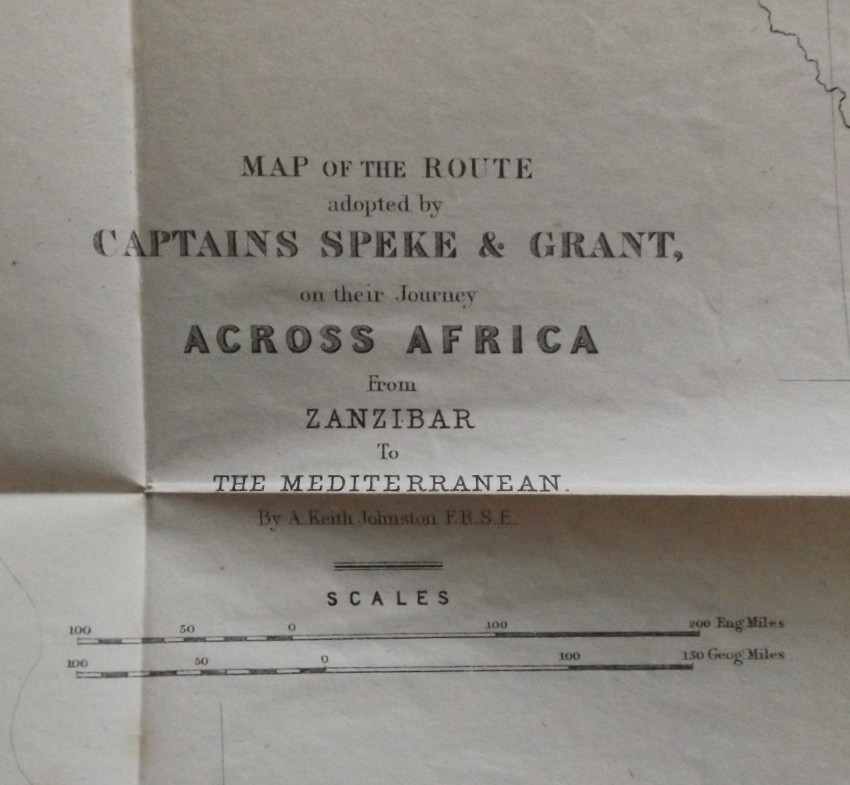 MAP OF THE ROUTE
adopted by
CAPTAINS SPEKE & GRANT,
on their Journey
ACROSS AFRICA
From
ZANZIBAR
To
THE MEDITERRANEAN.
By A. Keith Johnston F.R.S.E.
SCALES
100 50 0 100 200 Eng. Miles
100 50 0 100 150 Geog. Miles